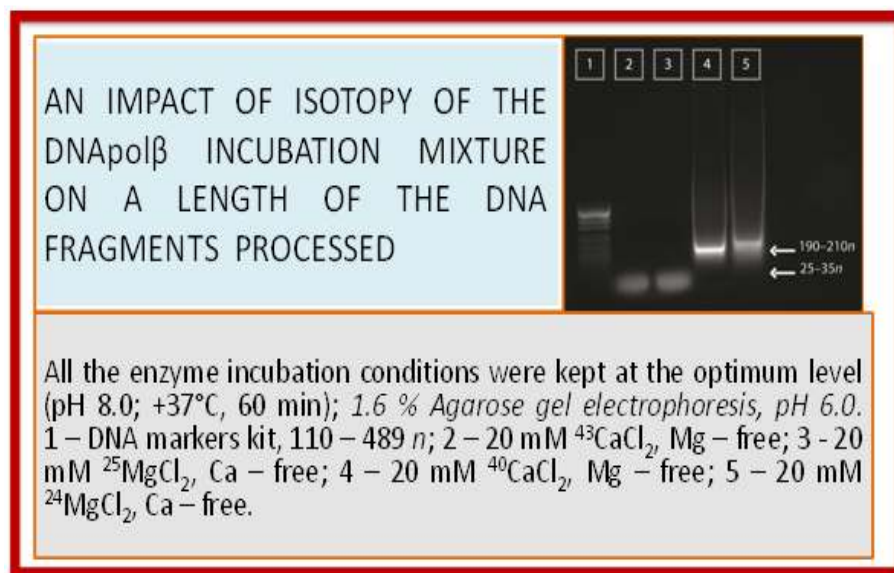 AN IMPACT OF ISOTOPY OF THE
DNApolβ INCUBATION MIXTURE
ON A LENGTH OF THE DNA
FRAGMENTS PROCESSED
1 2 3 4 5
190–210n
25–35n
All the enzyme incubation conditions were kept at the optimum level
(pH 8.0; +37°C, 60 min); 1.6 % Agarose gel electrophoresis, pH 6.0.
1 – DNA markers kit, 110 – 489 n; 2 – 20 mM ⁴³CaCl₂, Mg – free; 3 - 20
mM ²⁵MgCl₂, Ca – free; 4 – 20 mM ⁴⁰CaCl₂, Mg – free; 5 – 20 mM
²⁴MgCl₂, Ca – free.